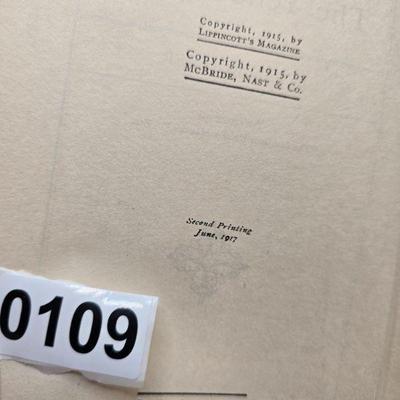 Copyright, 1915, by
LIPPINCOTT'S MAGAZINE
Copyright, 1915, by
MCBRIDE, NAST & CO.
Second Printing
June, 1917
0109